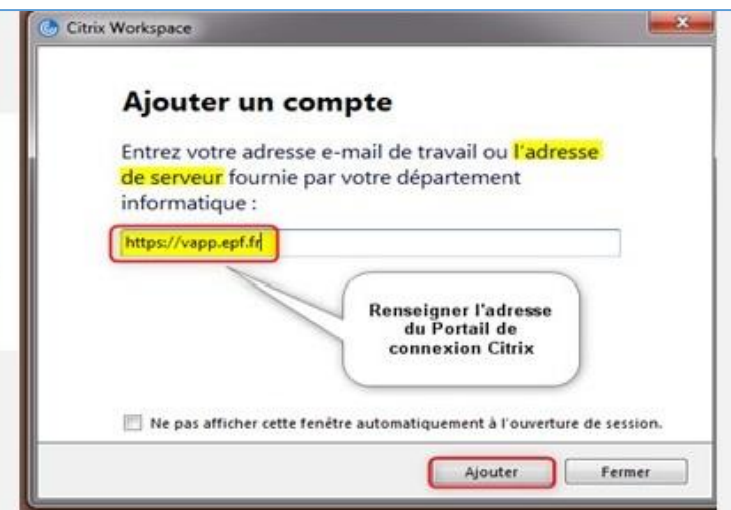 Citrix Workspace
Ajouter un compte
Entrez votre adresse e-mail de travail ou l'adresse
de serveur fournie par votre département
informatique :
https://vapp.epf.fr
Renseigner l'adresse
du Portail de
connexion Citrix
Ne pas afficher cette fenêtre automatiquement à l'ouverture de session.
Ajouter
Fermer